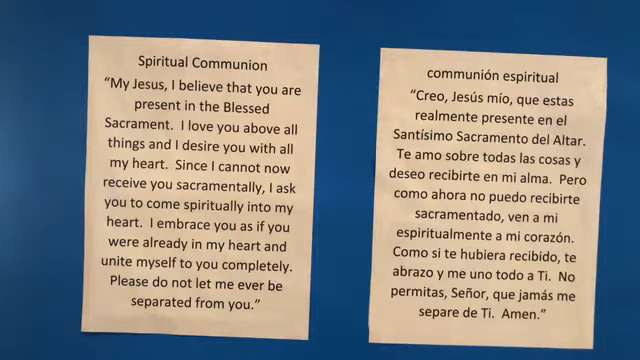 Spiritual Communion
“My Jesus, I believe that you are
present in the Blessed
Sacrament. I love you above all
things and I desire you with all
my heart. Since I cannot now
receive you sacramentally, I ask
you to come spiritually into my
heart. I embrace you as if you
were already in my heart and
unite myself to you completely.
Please do not let me ever be
separated from you.”
communión espiritual
“Creo, Jesús mío, que estas
realmente presente en el
Santísimo Sacramento del Altar.
Te amo sobre todas las cosas y
deseo recibirte en mi alma. Pero
como ahora no puedo recibirte
sacramentado, ven a mi
espiritualmente a mi corazón.
Como si te hubiera recibido, te
abrazo y me uno todo a Ti. No
permitas, Señor, que jamás me
separe de Ti. Amen.”